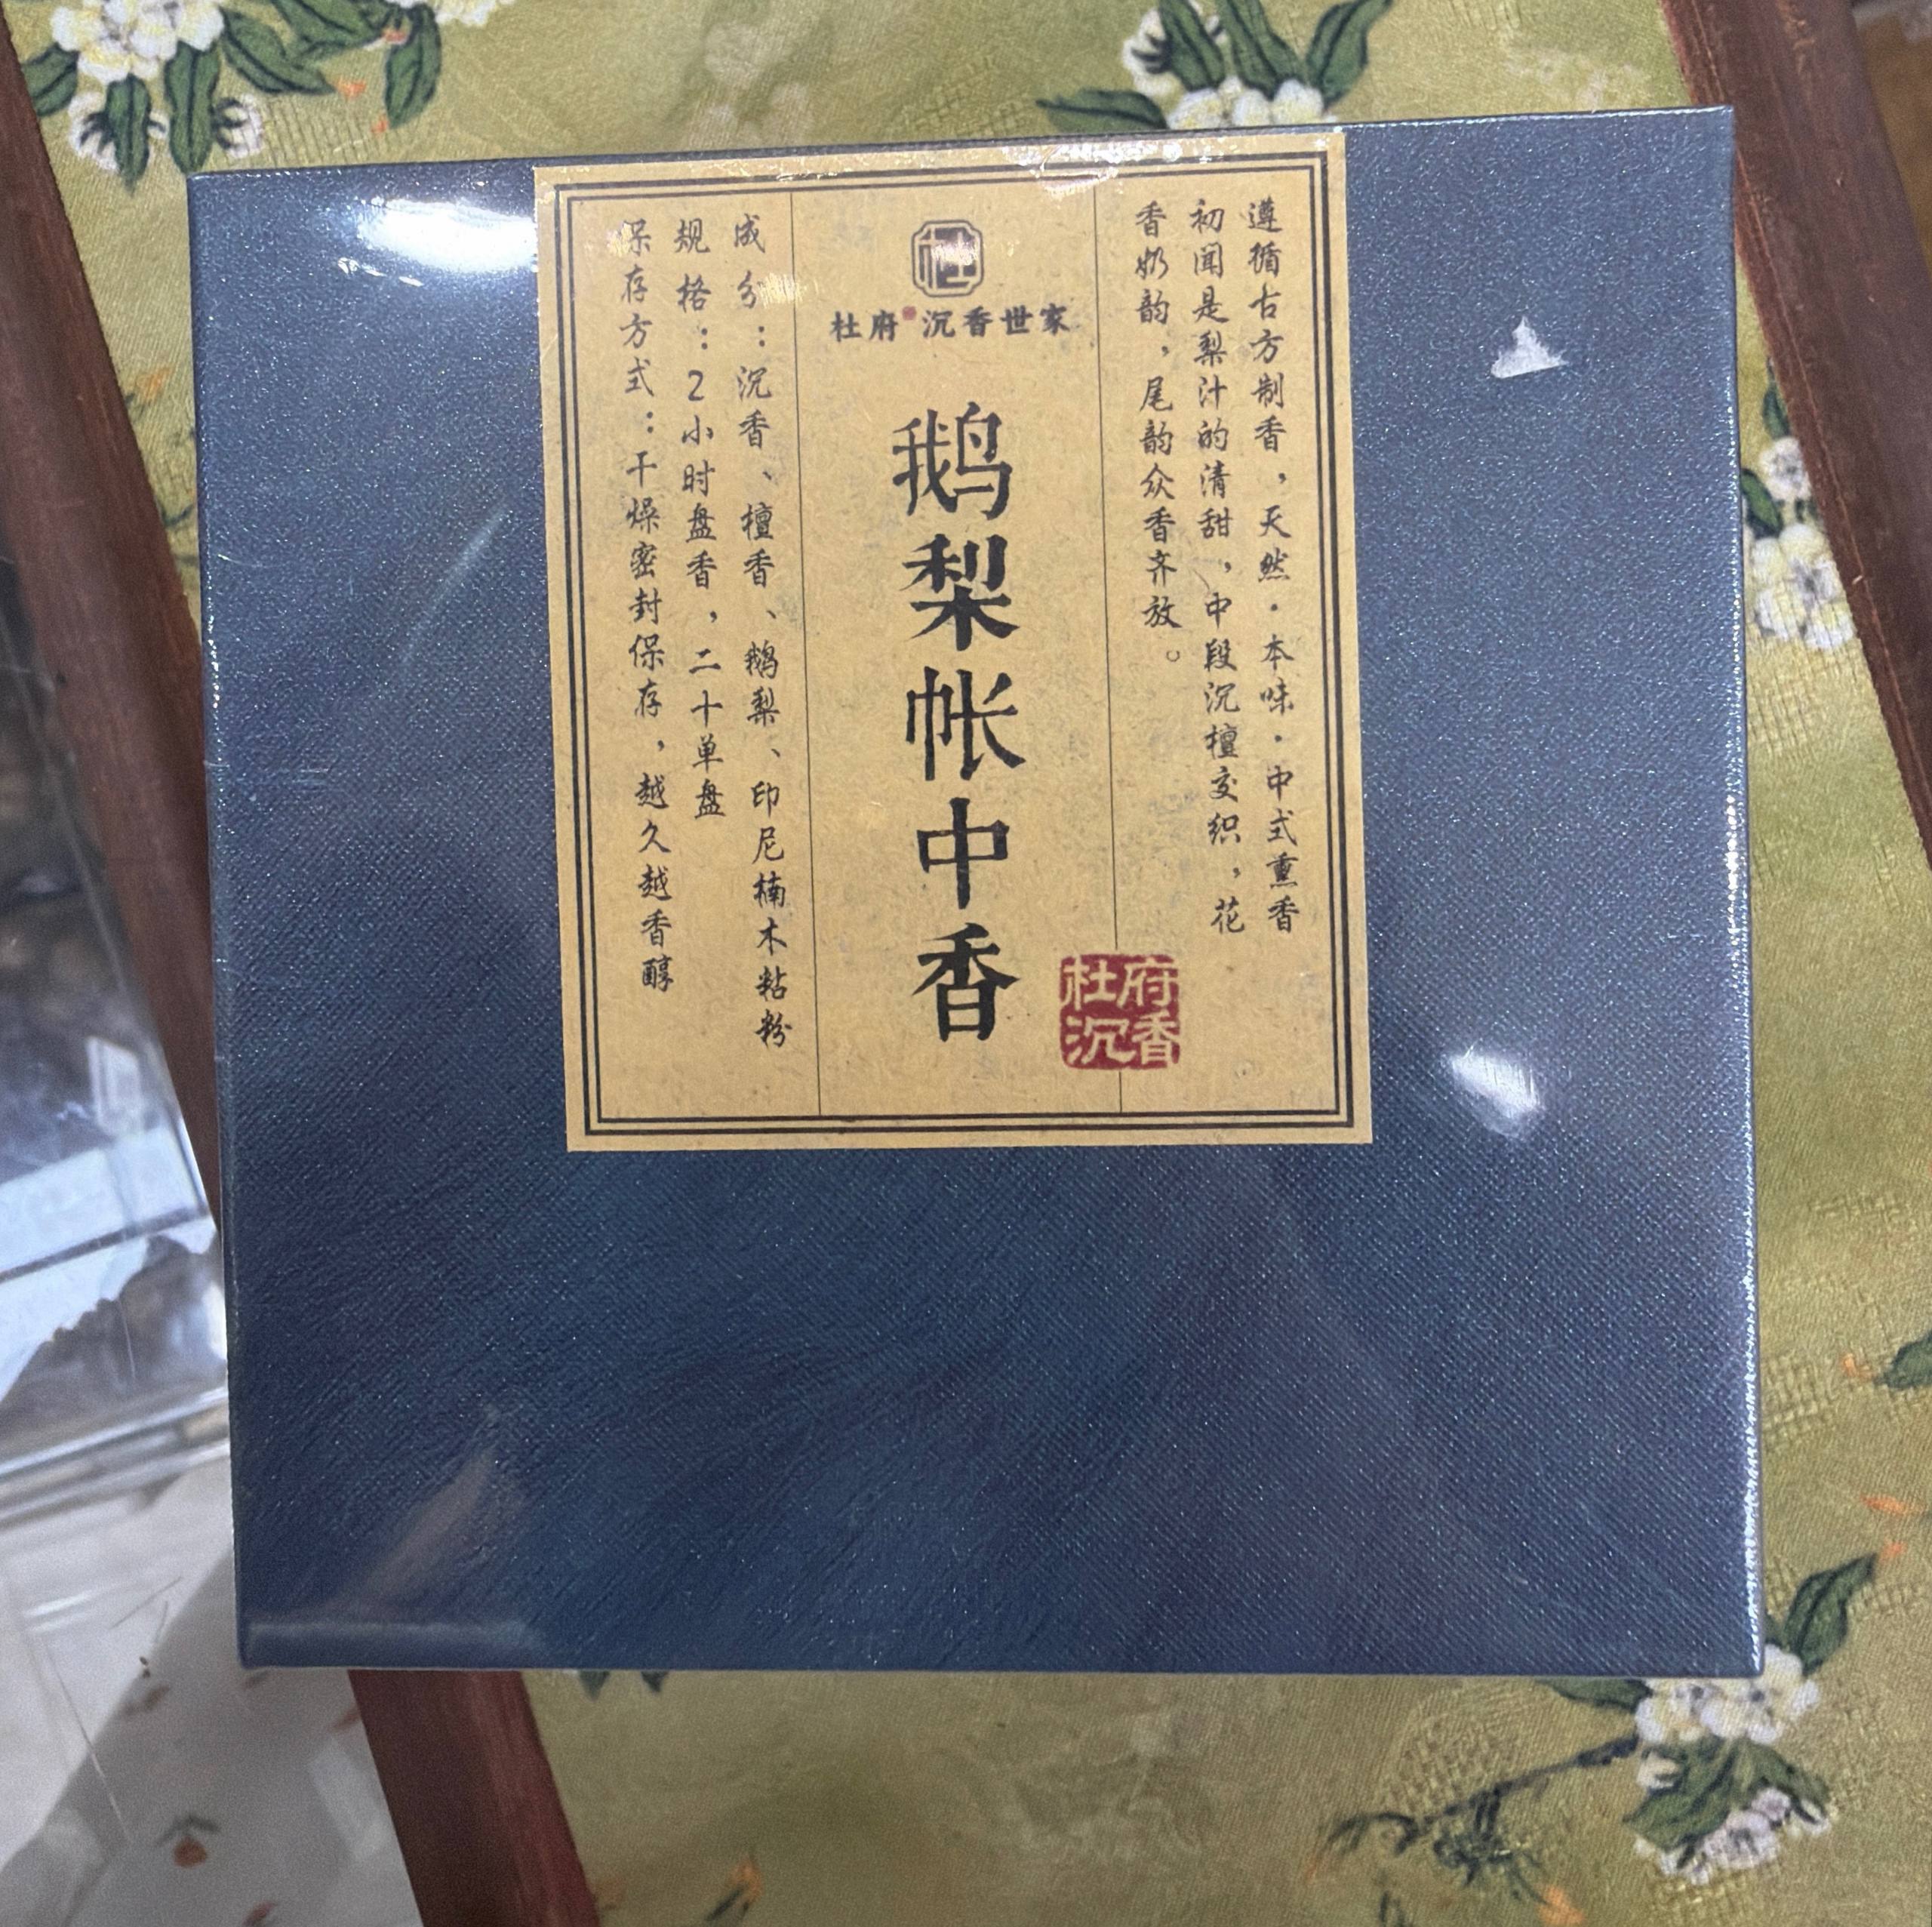 遵循古方制香，天然·本味·中式熏香
初闻是梨汁的清甜，中段沉檀交织，花
香奶韵，尾韵众香齐放。
杜
杜府沉香世家
鹅梨帐中香
杜府
沉香
成分：沉香、檀香、鹅梨、印尼楠木粘粉
规格：2小时盘香，二十单盘
保存方式：干燥密封保存，越久越香醇